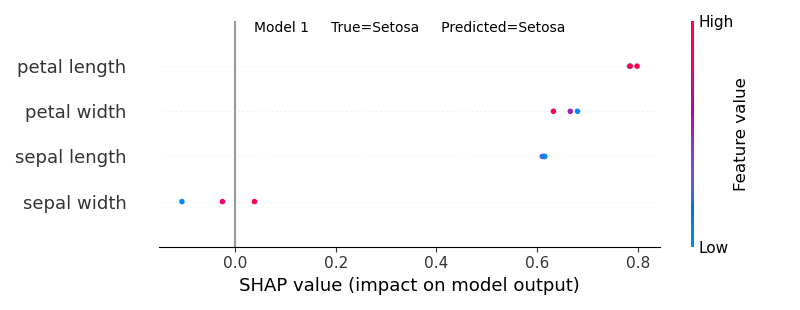 Model 1 True=Setosa Predicted=Setosa
High
petal length
petal width
sepal length
sepal width
Feature value
Low
0.0 0.2 0.4 0.6 0.8
SHAP value (impact on model output)